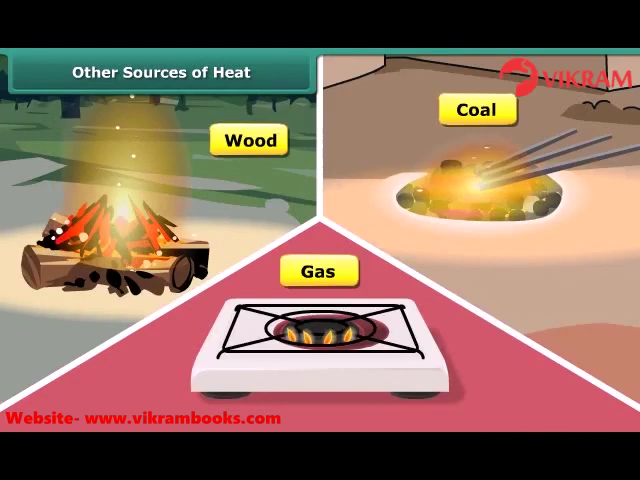 Other Sources of Heat
VIKRAM
Wood
Coal
Gas
Website- www.vikrambooks.com